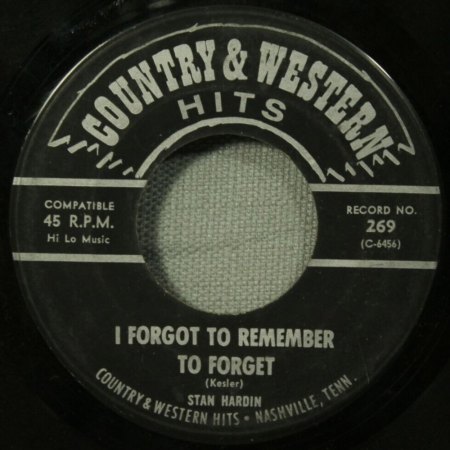 COUNTRY & WESTERN
HITS
COMPATIBLE
45 R.P.M.
Hi Lo Music
RECORD NO.
269
(C-6456)
I FORGOT TO REMEMBER
TO FORGET
(Kesler)
STAN HARDIN
COUNTRY & WESTERN HITS • NASHVILLE, TENN.